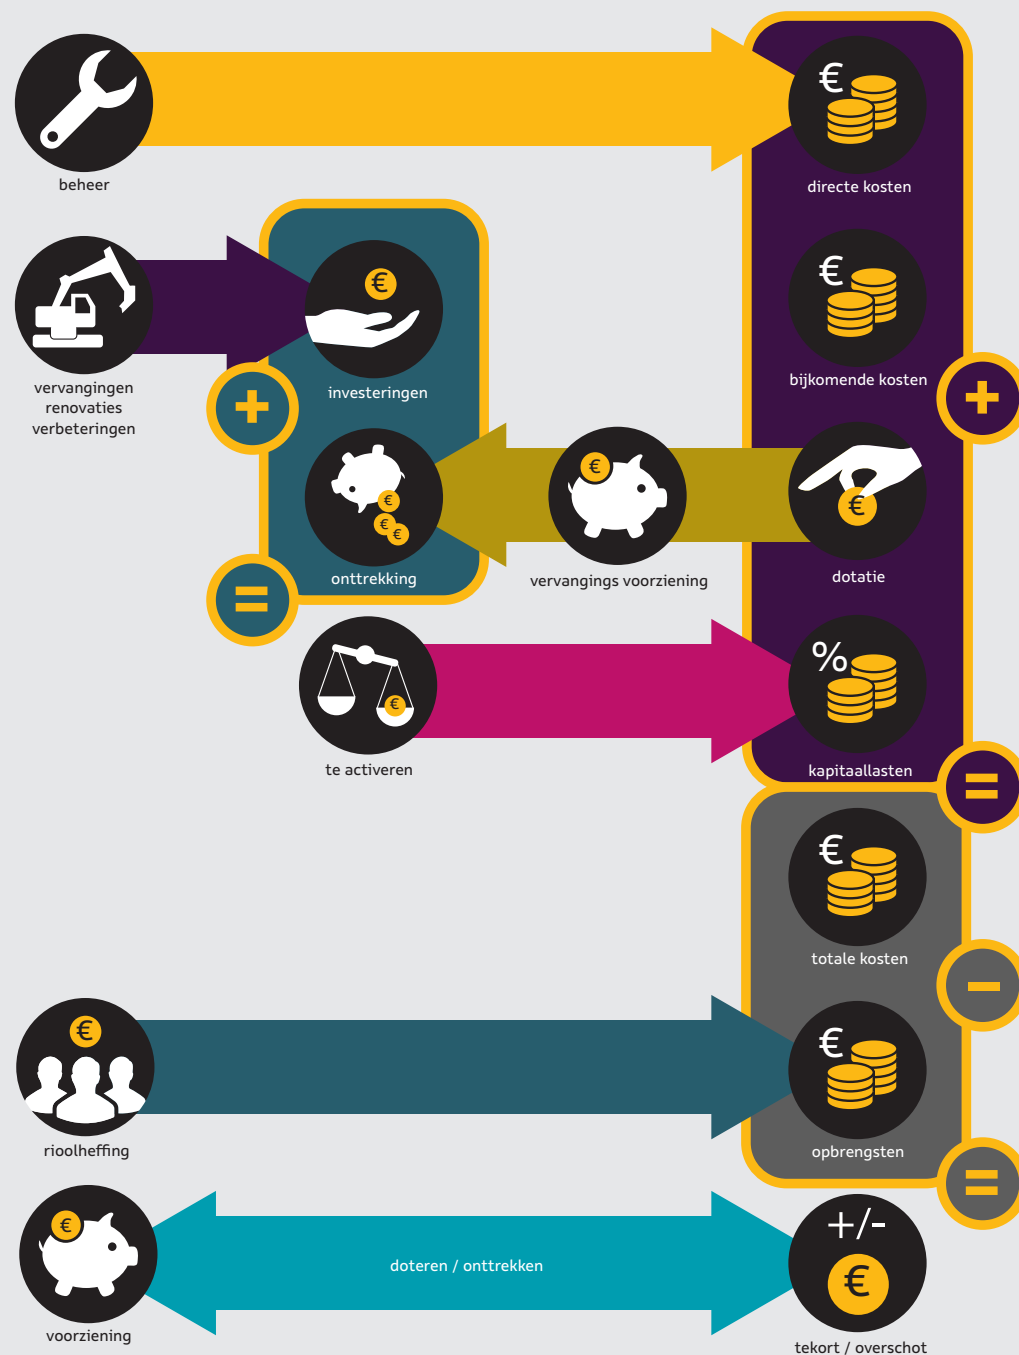 €
beheer
directe kosten
€
€
vervangingen
renovaties
verbeteringen
+
investeringen
bijkomende kosten
+
€
€
€
€
€
onttrekking
vervangings voorziening
dotatie
=
%
€
te activeren
kapitaallasten
=
€
totale kosten
-
€
€
rioolheffing
opbrengsten
=
€
+/-
€
doteren / onttrekken
voorziening
tekort / overschot